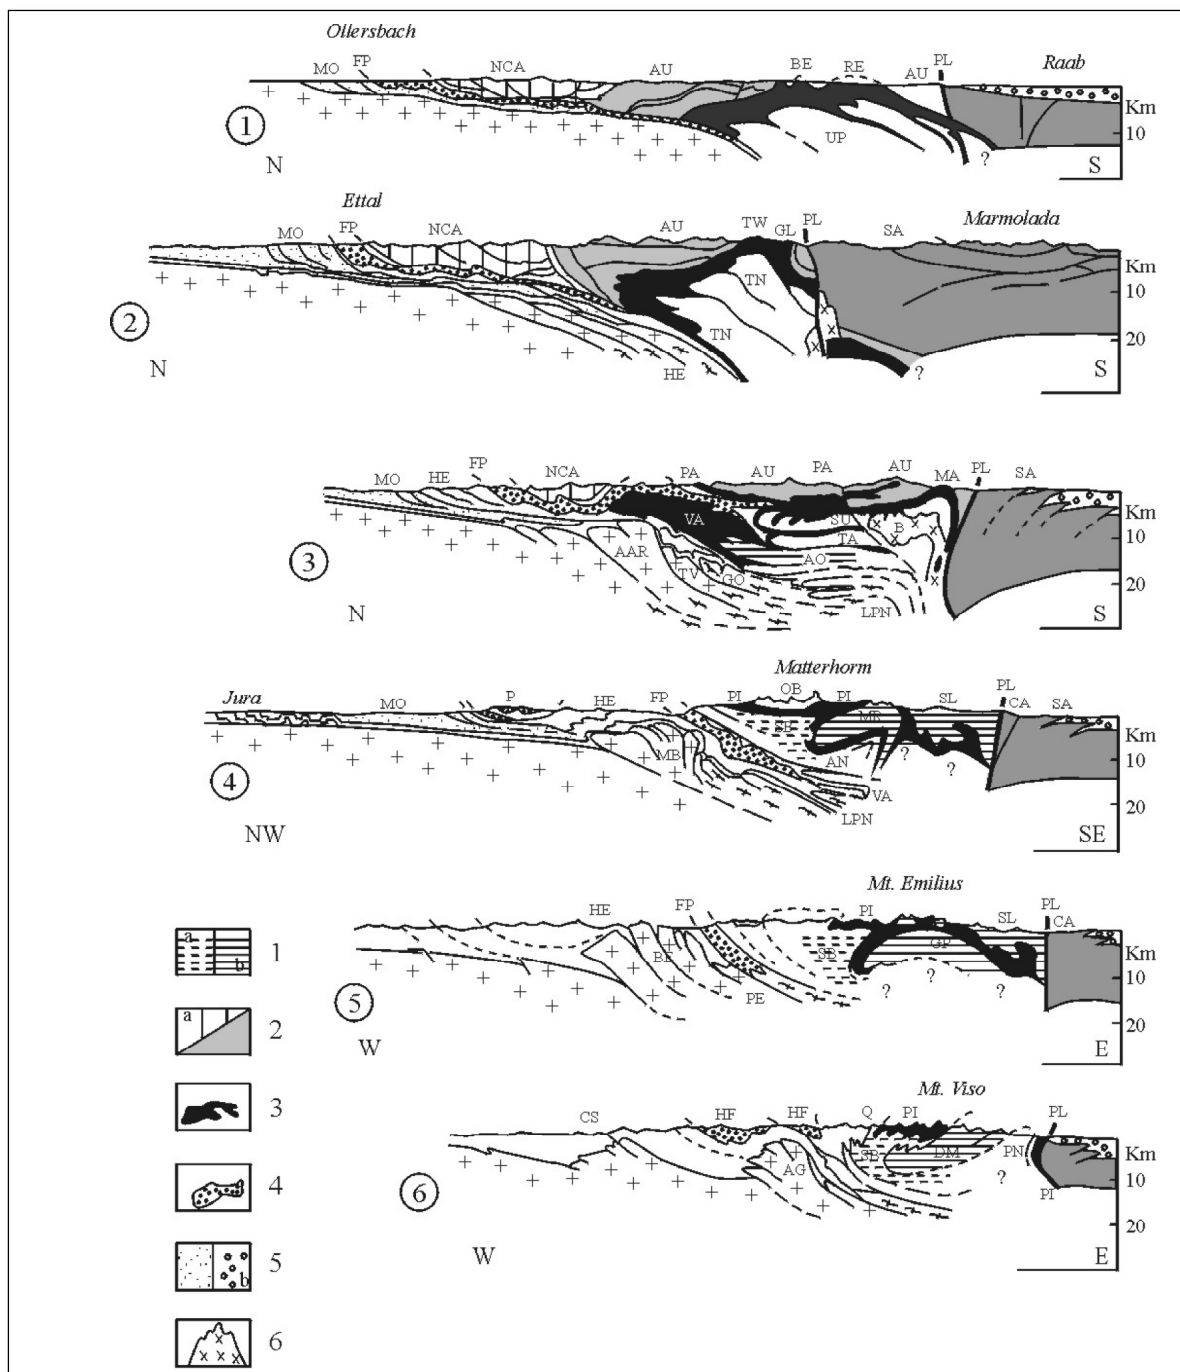 Ollersbach
MO FP NCA AU BE RE AU PL Raab
Km
10
1
UP
?
N S
Ettal
MO FP NCA AU TW GL PL SA Marmolada
Km
TN
10
2
TN
20
HE
?
N S
MO HE FP NCA PA AU PA AU MA PL SA
Km
VA SU B
TA
10
3
AAR AO
TV GO
20
LPN
N S
Matterhorm
Jura MO P HE FP PI OB PI SL PL CA SA
SB MR
Km
MB AN ? ?
10
4
VA
20
LPN
NW SE
Mt. Emilius
HE FP PI SL PL CA
SB GP
Km
BE
10
PE ? ? ?
5
20
W E
Mt. Viso
CS HF HF Q PI PL
SB DM PN
Km
AG ?
10
PI
6
20
W E
a
b
1
a
2
3
4
b
5
6